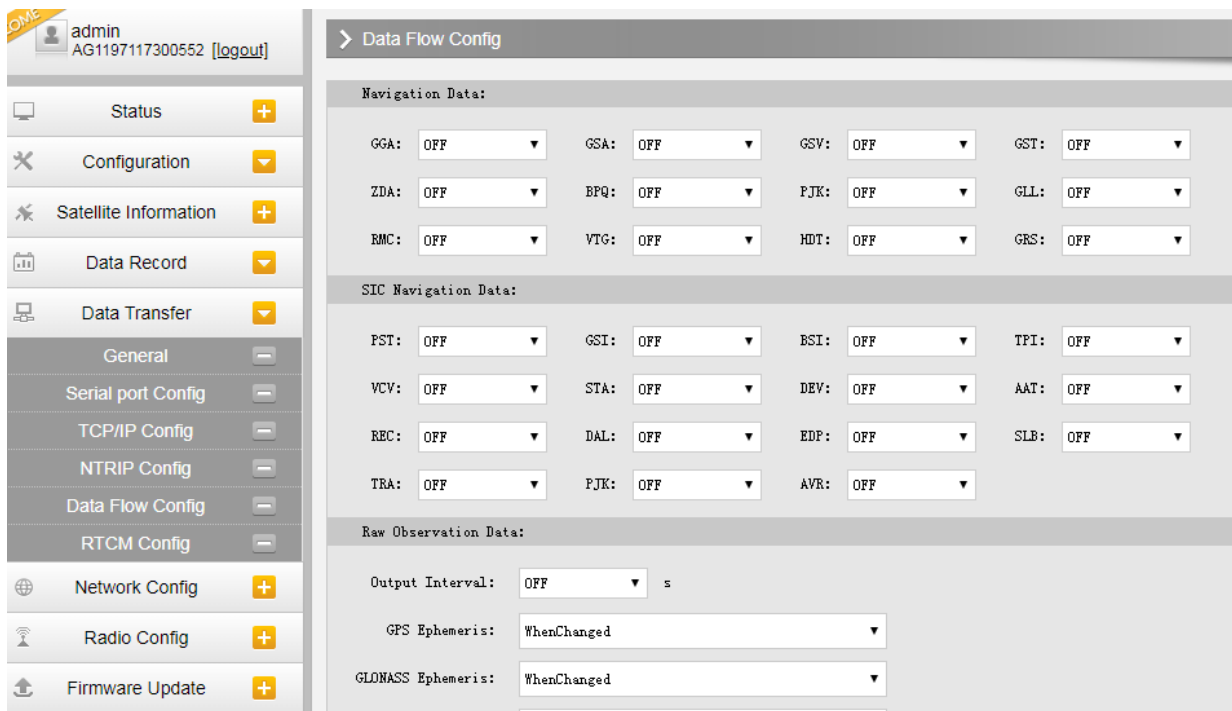 admin
AG1197117300552 [logout]
Status
Configuration
Satellite Information
Data Record
Data Transfer
General
Serial port Config
TCP/IP Config
NTRIP Config
Data Flow Config
RTCM Config
Network Config
Radio Config
Firmware Update
Data Flow Config
Navigation Data:
GGA: OFF GSA: OFF GSV: OFF GST: OFF
ZDA: OFF BPQ: OFF PJK: OFF GLL: OFF
RMC: OFF VTG: OFF HDT: OFF GRS: OFF
SIC Navigation Data:
PST: OFF GSI: OFF BSI: OFF TPI: OFF
VCV: OFF STA: OFF DEV: OFF AAT: OFF
REC: OFF DAL: OFF EDP: OFF SLB: OFF
TRA: OFF PJK: OFF AVR: OFF
Raw Observation Data:
Output Interval: OFF s
GPS Ephemeris: WhenChanged
GLONASS Ephemeris: WhenChanged